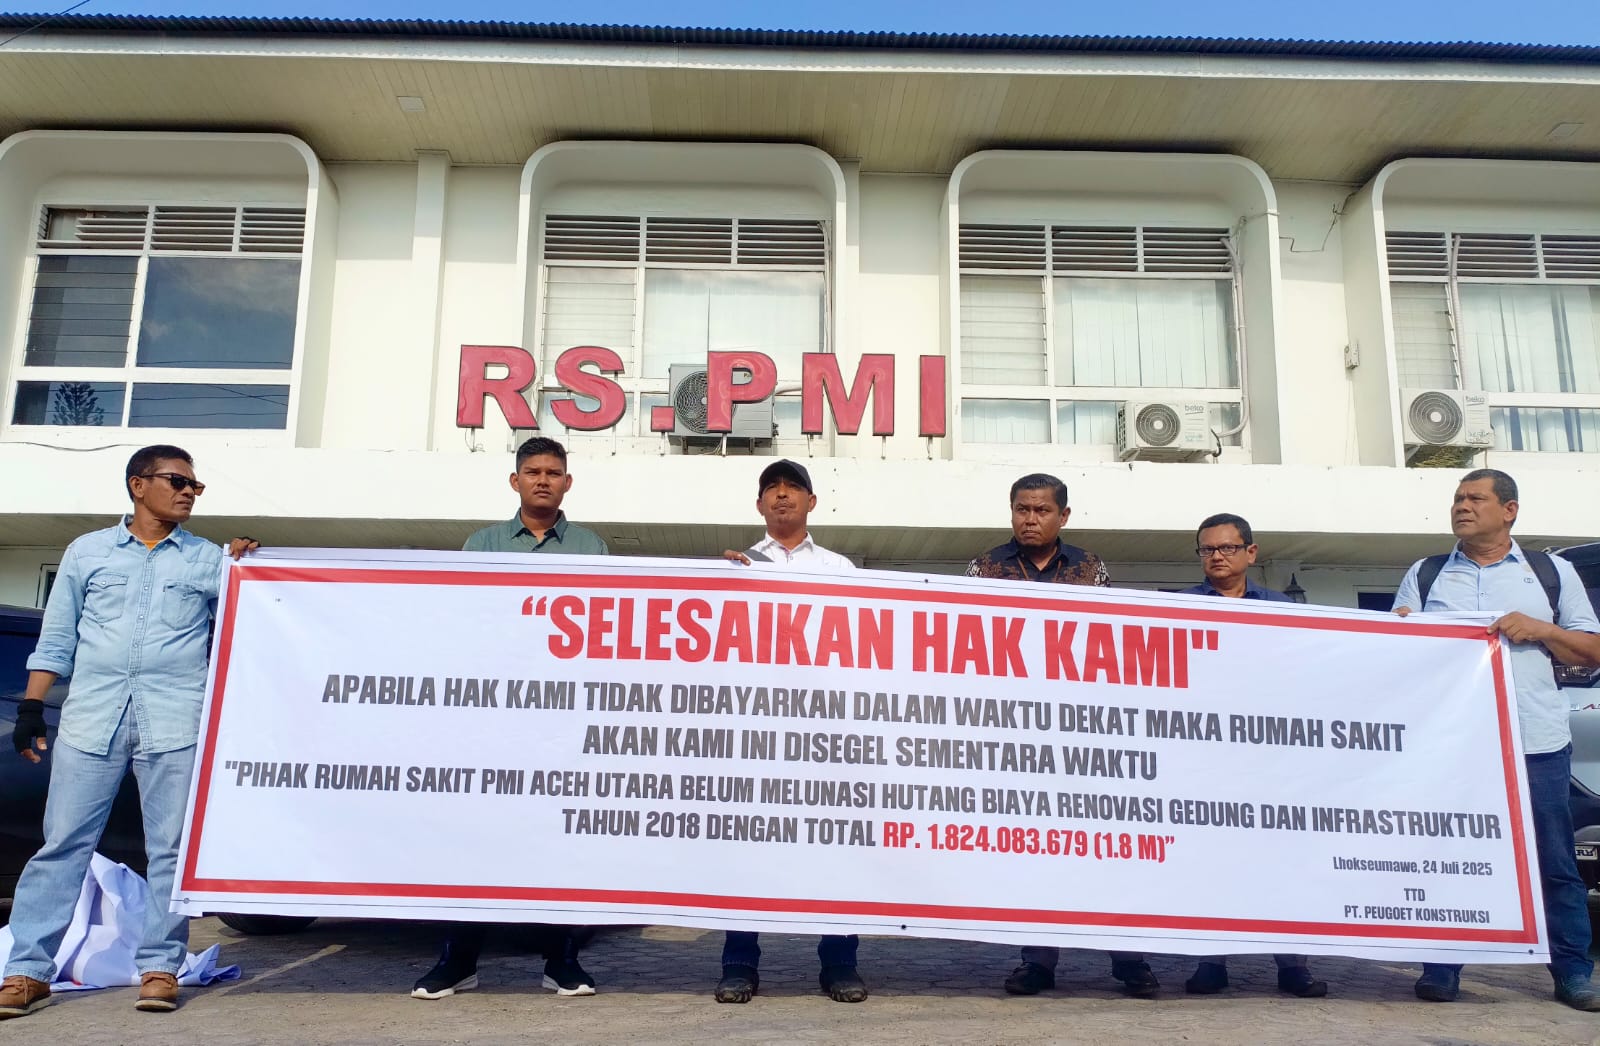 RS.PMI
beko
beko
“SELESAIKAN HAK KAMI"
APABILA HAK KAMI TIDAK DIBAYARKAN DALAM WAKTU DEKAT MAKA RUMAH SAKIT
AKAN KAMI INI DISEGEL SEMENTARA WAKTU
"PIHAK RUMAH SAKIT PMI ACEH UTARA BELUM MELUNASI HUTANG BIAYA RENOVASI GEDUNG DAN INFRASTRUKTUR
TAHUN 2018 DENGAN TOTAL RP. 1.824.083.679 (1.8 M)”
Lhokseumawe, 24 Juli 2025
TTD
PT. PEUGOET KONSTRUKSI